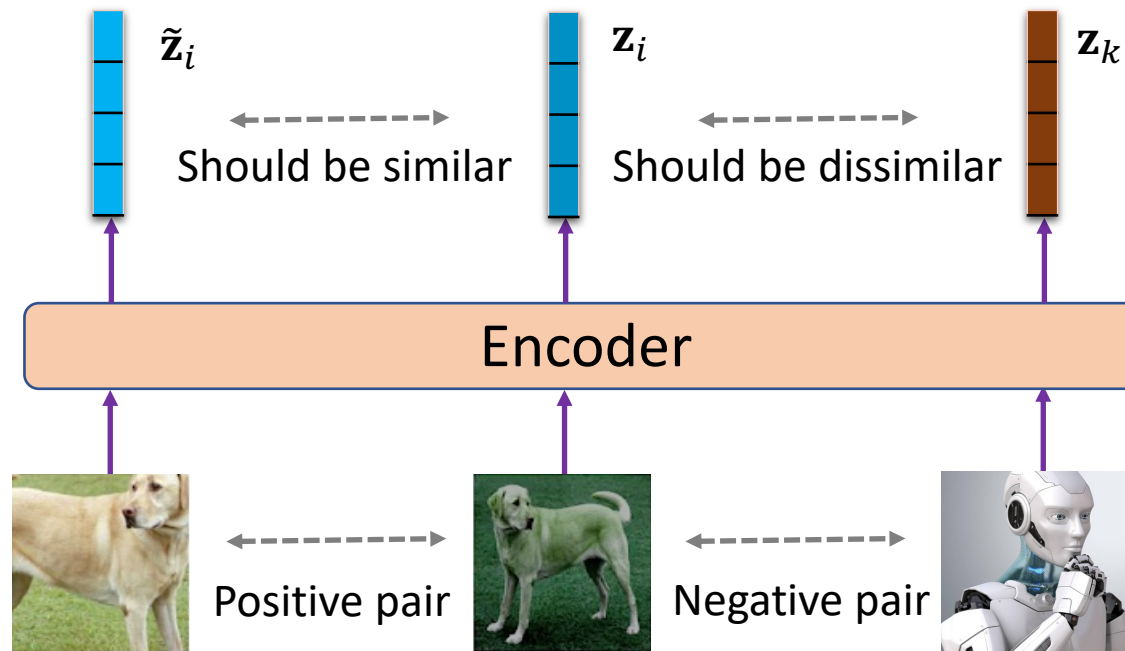 z̃ᵢ
zᵢ
zₖ
Should be similar
Should be dissimilar
Encoder
Positive pair
Negative pair